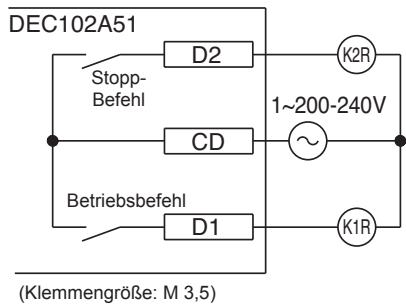 DEC102A51
D2
K2R
Stopp-
Befehl
1~200-240V
CD
Betriebsbefehl
D1
K1R
(Klemmengröße: M 3,5)